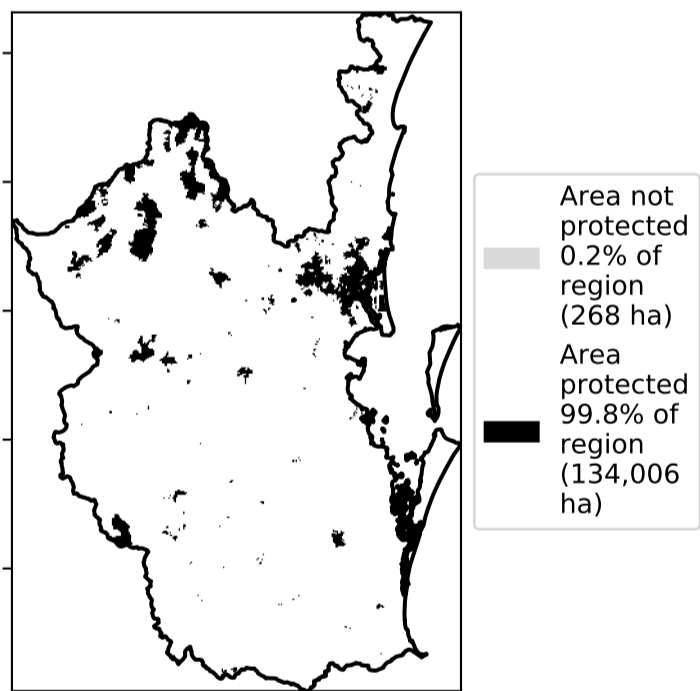 Area not
protected
0.2% of
region
(268 ha)
Area
protected
99.8% of
region
(134,006
ha)